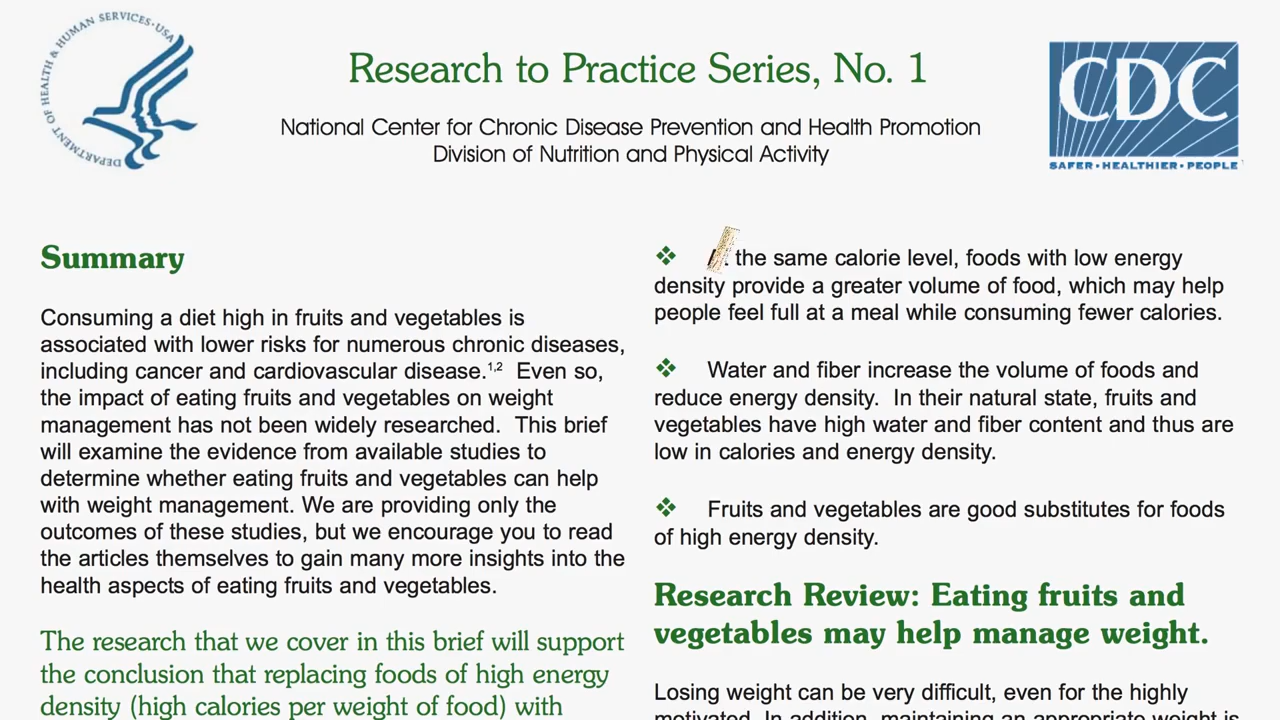 DEPARTMENT OF HEALTH & HUMAN SERVICES·USA
Research to Practice Series, No. 1
National Center for Chronic Disease Prevention and Health Promotion
Division of Nutrition and Physical Activity
CDC
SAFER·HEALTHIER·PEOPLE
Summary
Consuming a diet high in fruits and vegetables is
associated with lower risks for numerous chronic diseases,
including cancer and cardiovascular disease.1,2 Even so,
the impact of eating fruits and vegetables on weight
management has not been widely researched. This brief
will examine the evidence from available studies to
determine whether eating fruits and vegetables can help
with weight management. We are providing only the
outcomes of these studies, but we encourage you to read
the articles themselves to gain many more insights into the
health aspects of eating fruits and vegetables.
The research that we cover in this brief will support
the conclusion that replacing foods of high energy
density (high calories per weight of food) with
❖ the same calorie level, foods with low energy
density provide a greater volume of food, which may help
people feel full at a meal while consuming fewer calories.
❖ Water and fiber increase the volume of foods and
reduce energy density. In their natural state, fruits and
vegetables have high water and fiber content and thus are
low in calories and energy density.
❖ Fruits and vegetables are good substitutes for foods
of high energy density.
Research Review: Eating fruits and
vegetables may help manage weight.
Losing weight can be very difficult, even for the highly
motivated. In addition, maintaining an appropriate weight is